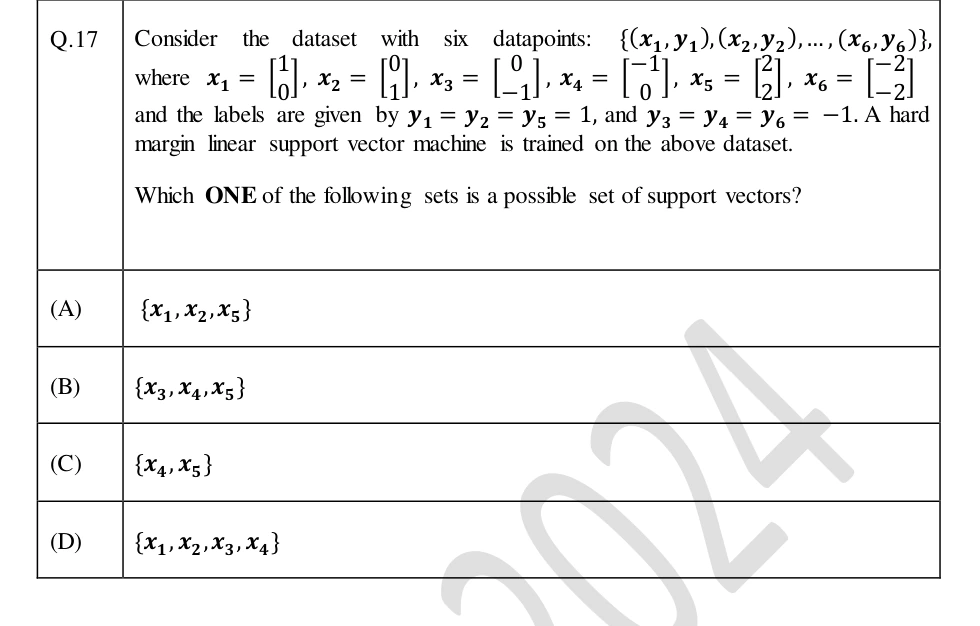 Q.17
Consider the dataset with six datapoints: {(x₁, y₁), (x₂, y₂), ..., (x₆, y₆)},
where x₁ = [1 0], x₂ = [0 1], x₃ = [0 −1], x₄ = [−1 0], x₅ = [2 2], x₆ = [−2 −2]
and the labels are given by y₁ = y₂ = y₅ = 1, and y₃ = y₄ = y₆ = −1. A hard
margin linear support vector machine is trained on the above dataset.
Which ONE of the following sets is a possible set of support vectors?
(A) {x₁, x₂, x₅}
(B) {x₃, x₄, x₅}
(C) {x₄, x₅}
(D) {x₁, x₂, x₃, x₄}
2024